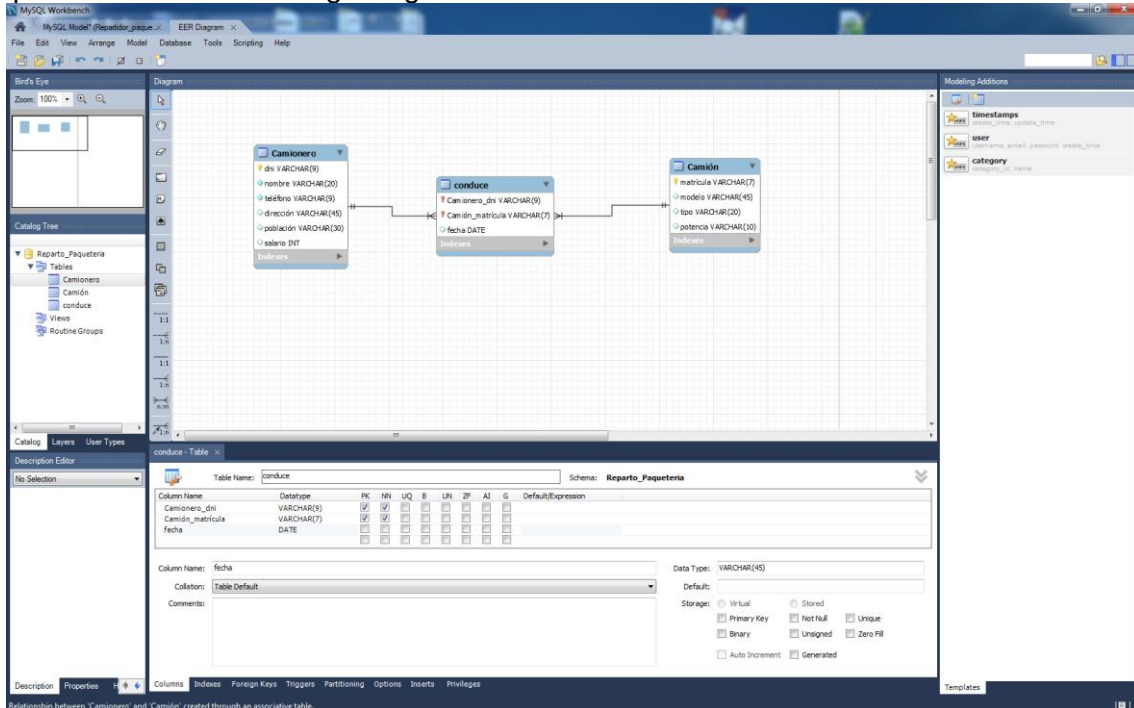 MySQL Workbench
MySQL Model* (Repartidor_paque... × EER Diagram ×
File Edit View Arrange Model Database Tools Scripting Help
Bird's Eye
Zoom: 100%
Diagram
Modeling Additions
timestamps
create_time, update_time
user
username, email, password, create_time
category
category_id, name
Camionero
dni VARCHAR(9)
nombre VARCHAR(20)
teléfono VARCHAR(9)
dirección VARCHAR(45)
población VARCHAR(30)
salario INT
Indexes
conduce
Camionero_dni VARCHAR(9)
Camión_matrícula VARCHAR(7)
fecha DATE
Indexes
Camión
matrícula VARCHAR(7)
modelo VARCHAR(45)
tipo VARCHAR(20)
potencia VARCHAR(10)
Indexes
Catalog Tree
Reparto_Paqueteria
Tables
Camionero
Camión
conduce
Views
Routine Groups
1:1
1:n
1:1
1:n
n:m
1:n
Catalog Layers User Types
Description Editor
No Selection
conduce - Table ×
Table Name: conduce Schema: Reparto_Paqueteria
Column Name Datatype PK NN UQ B UN ZF AI G Default/Expression
Camionero_dni VARCHAR(9)
Camión_matrícula VARCHAR(7)
fecha DATE
Column Name: fecha Data Type: VARCHAR(45)
Collation: Table Default Default:
Comments: Storage: Virtual Stored
Primary Key Not Null Unique
Binary Unsigned Zero Fill
Auto Increment Generated
Description Properties H
Columns Indexes Foreign Keys Triggers Partitioning Options Inserts Privileges
Templates
Relationship between 'Camionero' and 'Camión' created through an associative table.